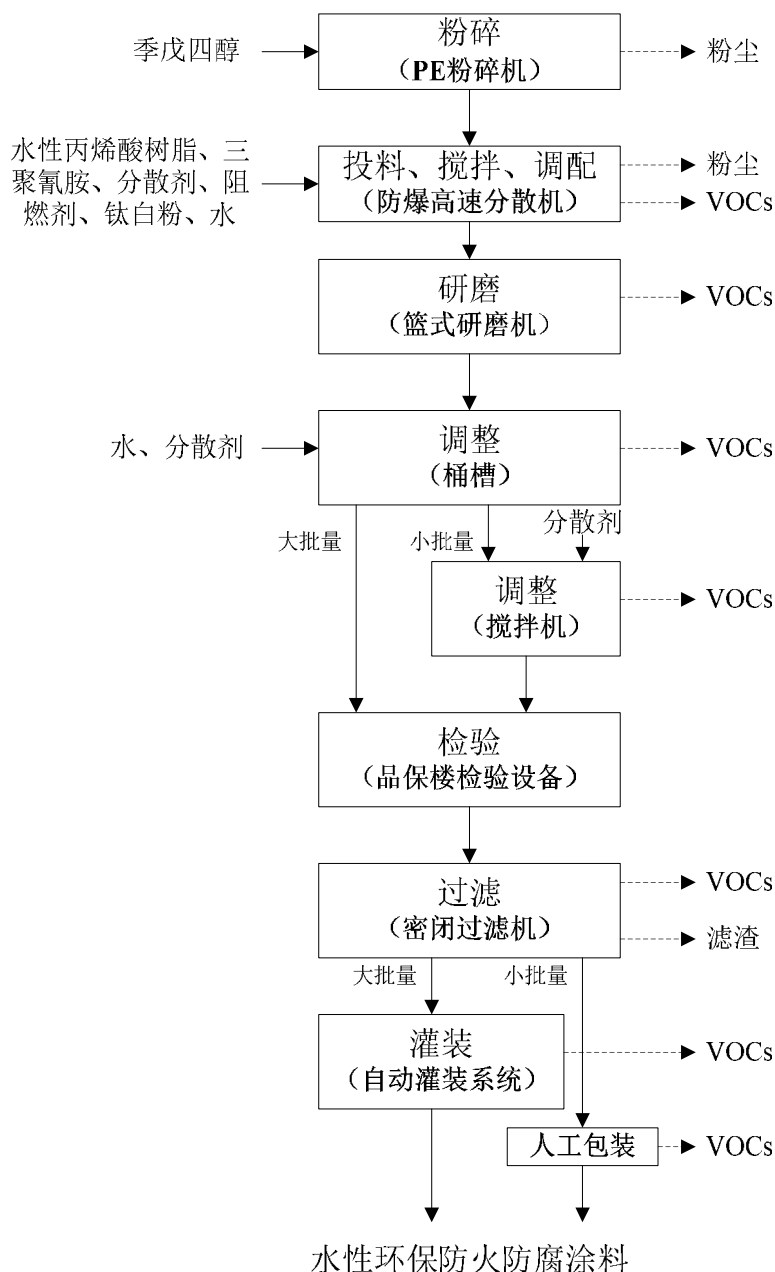 季戊四醇
粉碎
（PE粉碎机）
粉尘
水性丙烯酸树脂、三
聚氰胺、分散剂、阻
燃剂、钛白粉、水
投料、搅拌、调配
（防爆高速分散机）
粉尘
VOCs
研磨
（篮式研磨机）
VOCs
水、分散剂
调整
（桶槽）
VOCs
大批量
小批量
分散剂
调整
（搅拌机）
VOCs
检验
（品保楼检验设备）
过滤
（密闭过滤机）
VOCs
滤渣
大批量
小批量
灌装
（自动灌装系统）
VOCs
人工包装
VOCs
水性环保防火防腐涂料